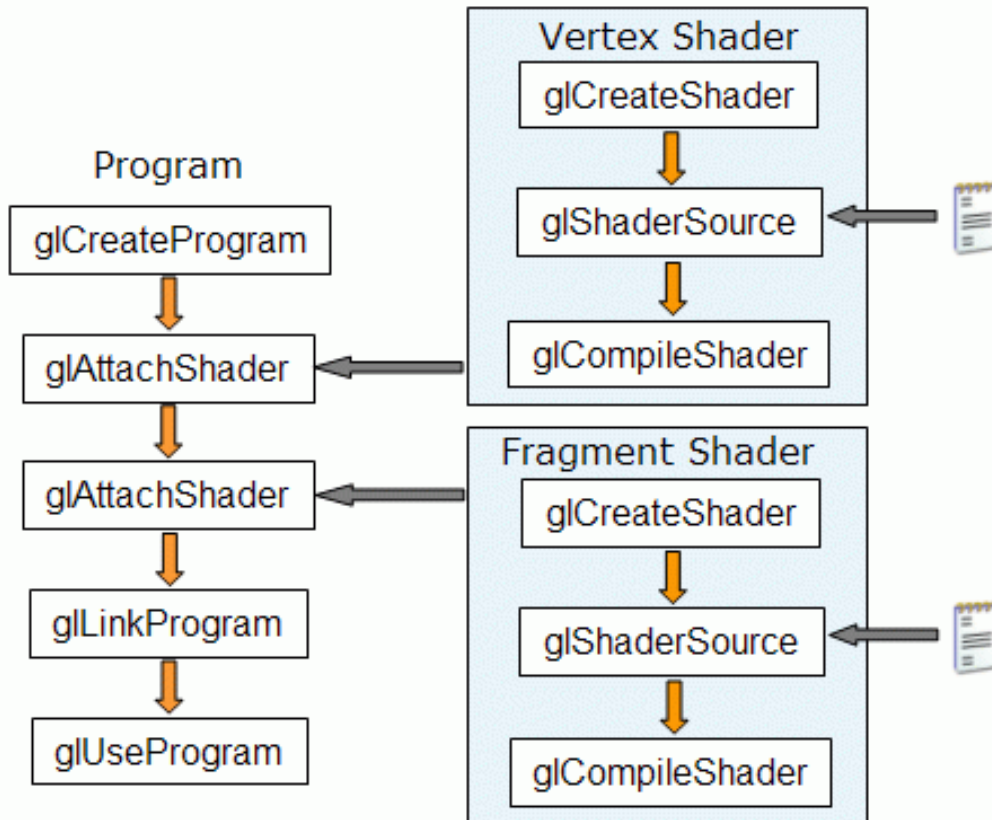 Program
glCreateProgram
glAttachShader
glAttachShader
glLinkProgram
glUseProgram
Vertex Shader
glCreateShader
glShaderSource
glCompileShader
Fragment Shader
glCreateShader
glShaderSource
glCompileShader